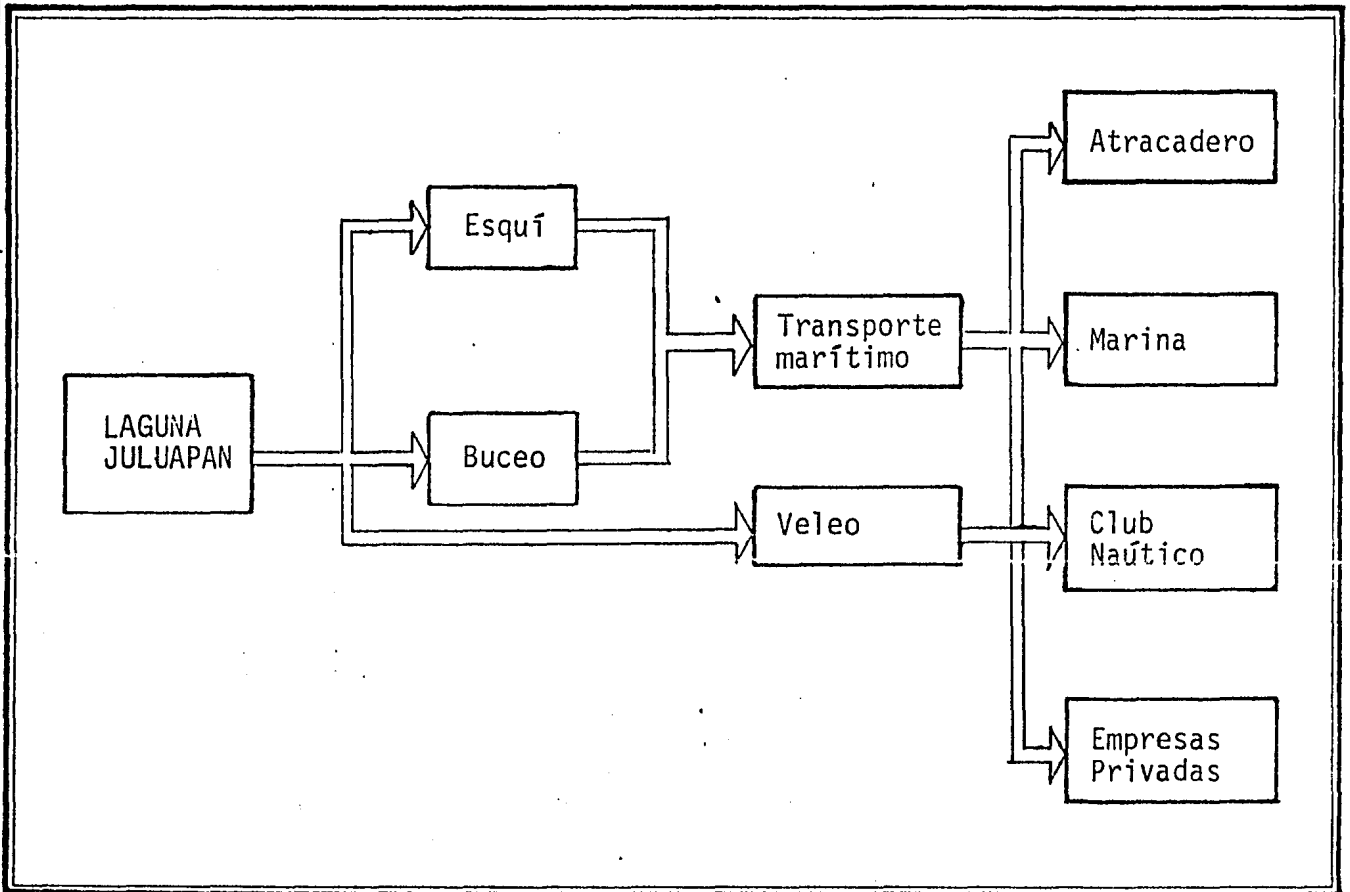 Atracadero
Esquí
Transporte
marítimo
Marina
LAGUNA
JULUAPAN
Buceo
Veleo
Club
Naútico
Empresas
Privadas